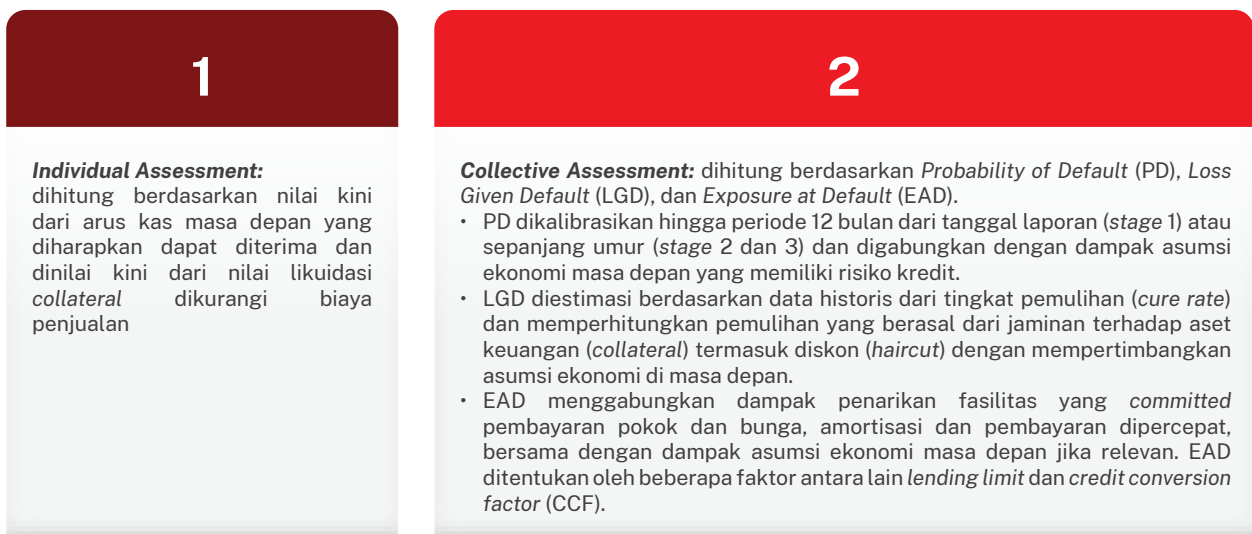 1
Individual Assessment:
dihitung berdasarkan nilai kini
dari arus kas masa depan yang
diharapkan dapat diterima dan
dinilai kini dari nilai likuidasi
collateral dikurangi biaya
penjualan
2
Collective Assessment: dihitung berdasarkan Probability of Default (PD), Loss
Given Default (LGD), dan Exposure at Default (EAD).
• PD dikalibrasikan hingga periode 12 bulan dari tanggal laporan (stage 1) atau
sepanjang umur (stage 2 dan 3) dan digabungkan dengan dampak asumsi
ekonomi masa depan yang memiliki risiko kredit.
• LGD diestimasi berdasarkan data historis dari tingkat pemulihan (cure rate)
dan memperhitungkan pemulihan yang berasal dari jaminan terhadap aset
keuangan (collateral) termasuk diskon (haircut) dengan mempertimbangkan
asumsi ekonomi di masa depan.
• EAD menggabungkan dampak penarikan fasilitas yang committed
pembayaran pokok dan bunga, amortisasi dan pembayaran dipercepat,
bersama dengan dampak asumsi ekonomi masa depan jika relevan. EAD
ditentukan oleh beberapa faktor antara lain lending limit dan credit conversion
factor (CCF).